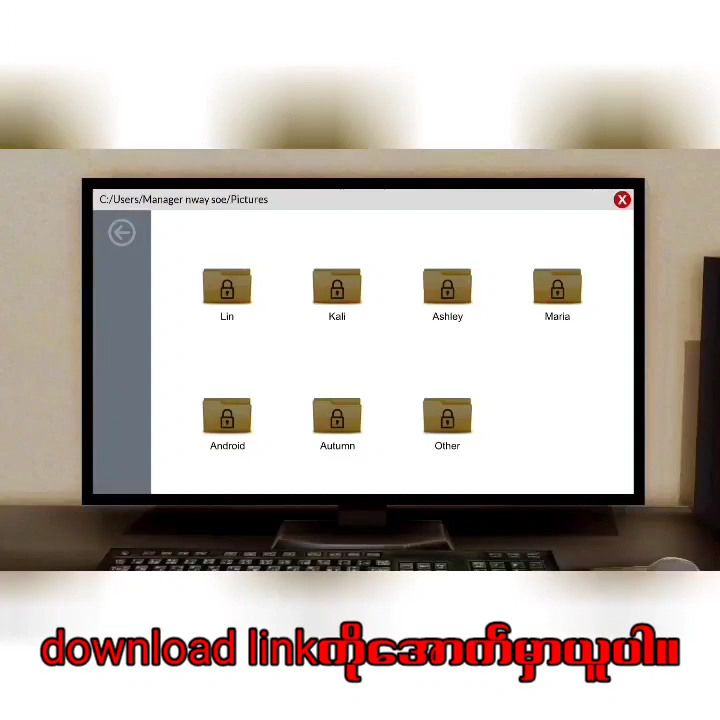 C:/Users/Manager nway soe/Pictures
X
Lin
Kali
Ashley
Maria
Android
Autumn
Other
download linkကိုအောက်မှာယူပါ။